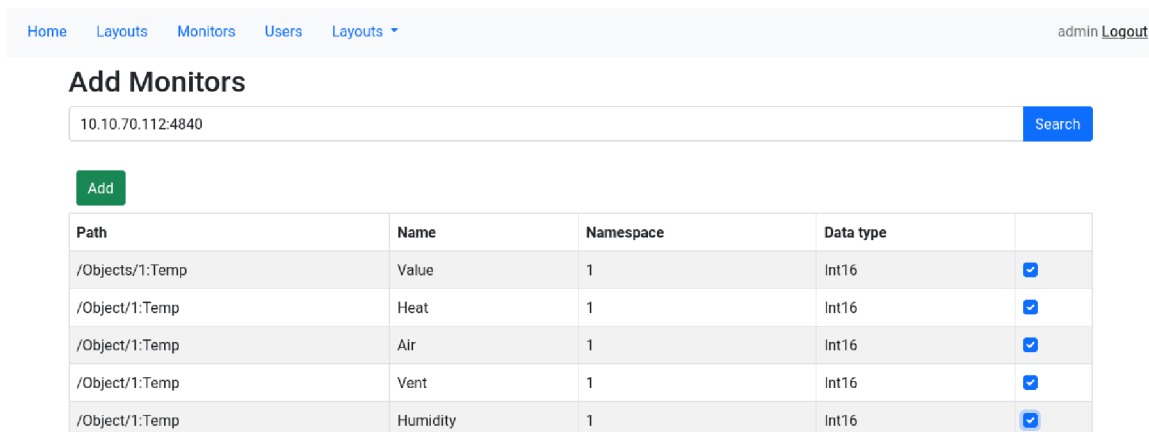 Home Layouts Monitors Users Layouts admin Logout
Add Monitors
10.10.70.112:4840 Search
Add
Path Name Namespace Data type
/Objects/1:Temp Value 1 Int16
/Object/1:Temp Heat 1 Int16
/Object/1:Temp Air 1 Int16
/Object/1:Temp Vent 1 Int16
/Object/1:Temp Humidity 1 Int16